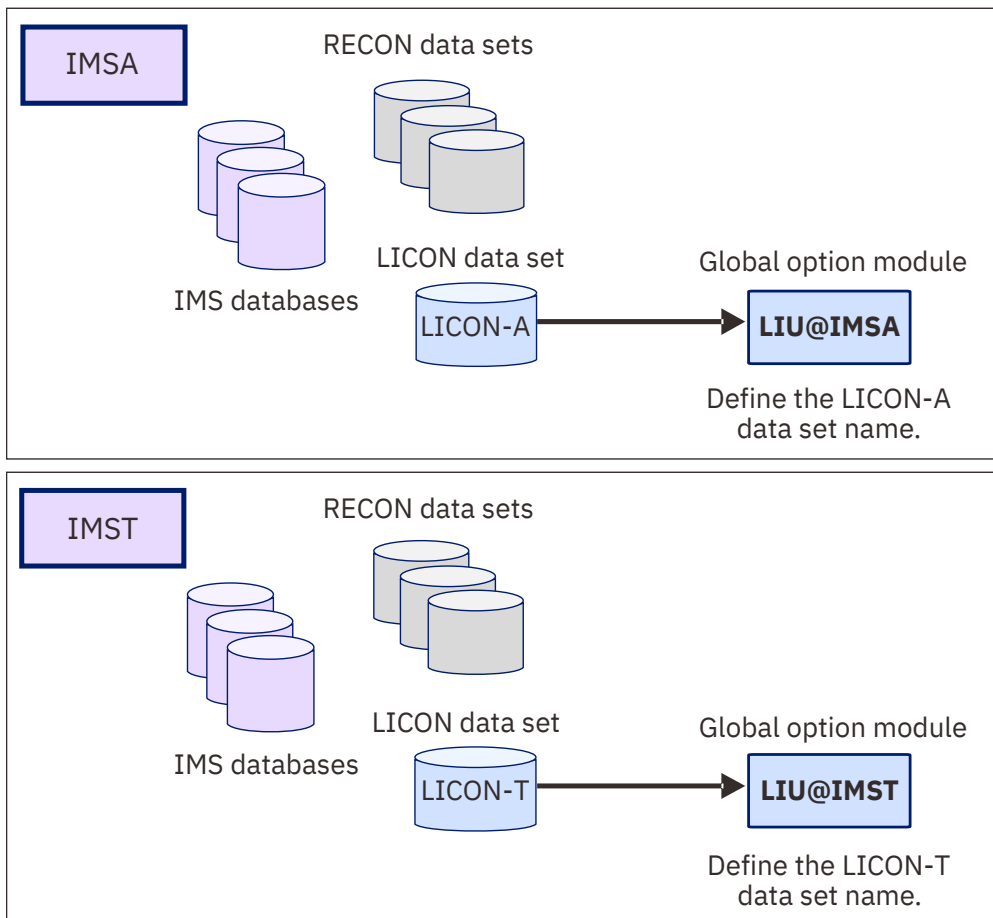 IMSA
RECON data sets
IMS databases
LICON data set
LICON-A
Global option module
LIU@IMSA
Define the LICON-A
data set name.
IMST
RECON data sets
IMS databases
LICON data set
LICON-T
Global option module
LIU@IMST
Define the LICON-T
data set name.